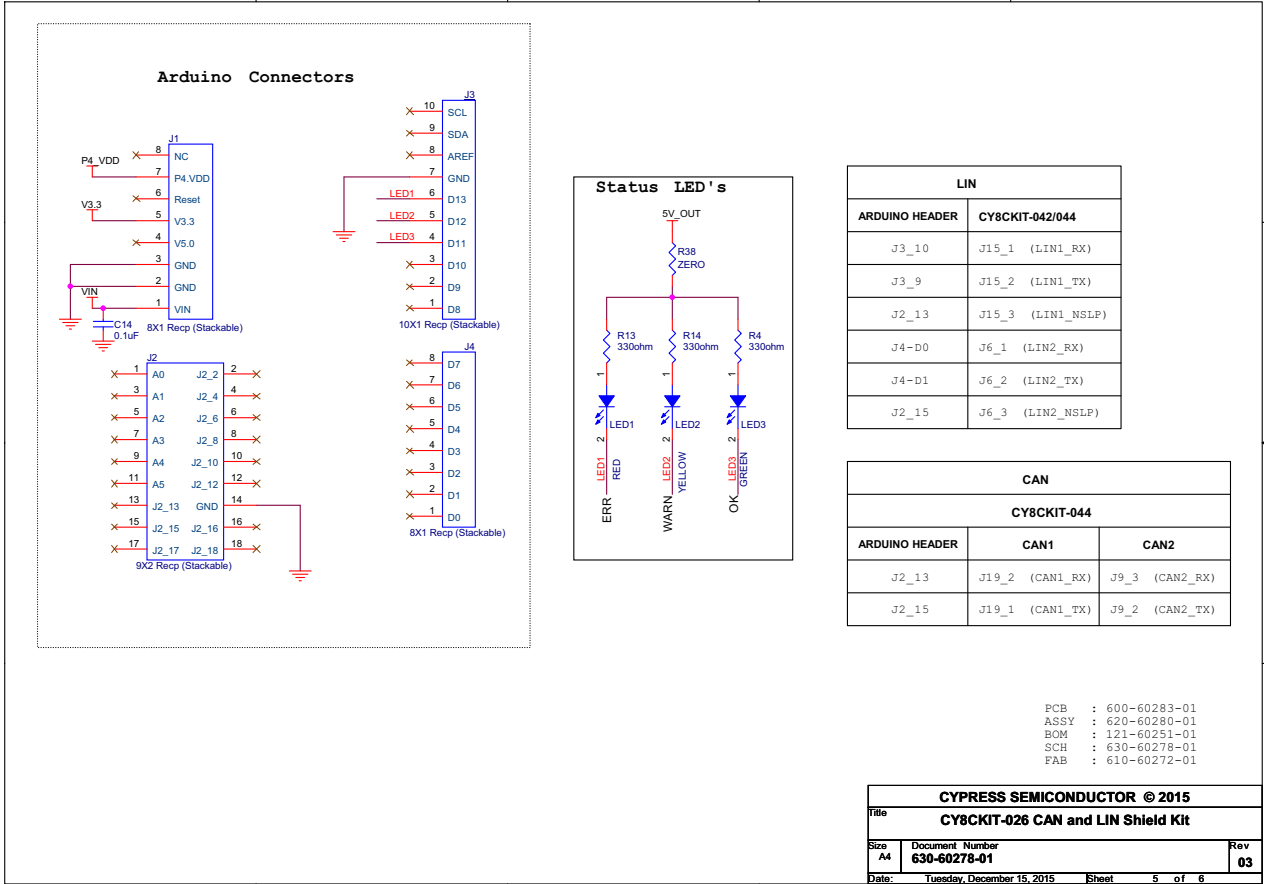 Arduino Connectors
J1
8 NC
P4_VDD
7 P4.VDD
6 Reset
V3.3
5 V3.3
4 V5.0
3 GND
2 GND
VIN
1 VIN
C14
0.1uF
8X1 Recp (Stackable)
J3
10 SCL
9 SDA
8 AREF
7 GND
LED1 6 D13
LED2 5 D12
LED3 4 D11
3 D10
2 D9
1 D8
10X1 Recp (Stackable)
J2
1 A0 J2_2 2
3 A1 J2_4 4
5 A2 J2_6 6
7 A3 J2_8 8
9 A4 J2_10 10
11 A5 J2_12 12
13 J2_13 GND 14
15 J2_15 J2_16 16
17 J2_17 J2_18 18
9X2 Recp (Stackable)
J4
8 D7
7 D6
6 D5
5 D4
4 D3
3 D2
2 D1
1 D0
8X1 Recp (Stackable)
Status LED's
5V_OUT
R38
ZERO
R13 R14 R4
330ohm 330ohm 330ohm
1 1 1
LED1 LED2 LED3
2 2 2
LED1 RED LED2 YELLOW LED3 GREEN
ERR WARN OK
LIN
ARDUINO HEADER CY8CKIT-042/044
J3_10 J15_1 (LIN1_RX)
J3_9 J15_2 (LIN1_TX)
J2_13 J15_3 (LIN1_NSLP)
J4-D0 J6_1 (LIN2_RX)
J4-D1 J6_2 (LIN2_TX)
J2_15 J6_3 (LIN2_NSLP)
CAN
CY8CKIT-044
ARDUINO HEADER CAN1 CAN2
J2_13 J19_2 (CAN1_RX) J9_3 (CAN2_RX)
J2_15 J19_1 (CAN1_TX) J9_2 (CAN2_TX)
PCB : 600-60283-01
ASSY : 620-60280-01
BOM : 121-60251-01
SCH : 630-60278-01
FAB : 610-60272-01
CYPRESS SEMICONDUCTOR © 2015
Title
CY8CKIT-026 CAN and LIN Shield Kit
Size Document Number Rev
A4 630-60278-01 03
Date: Tuesday, December 15, 2015 Sheet 5 of 6